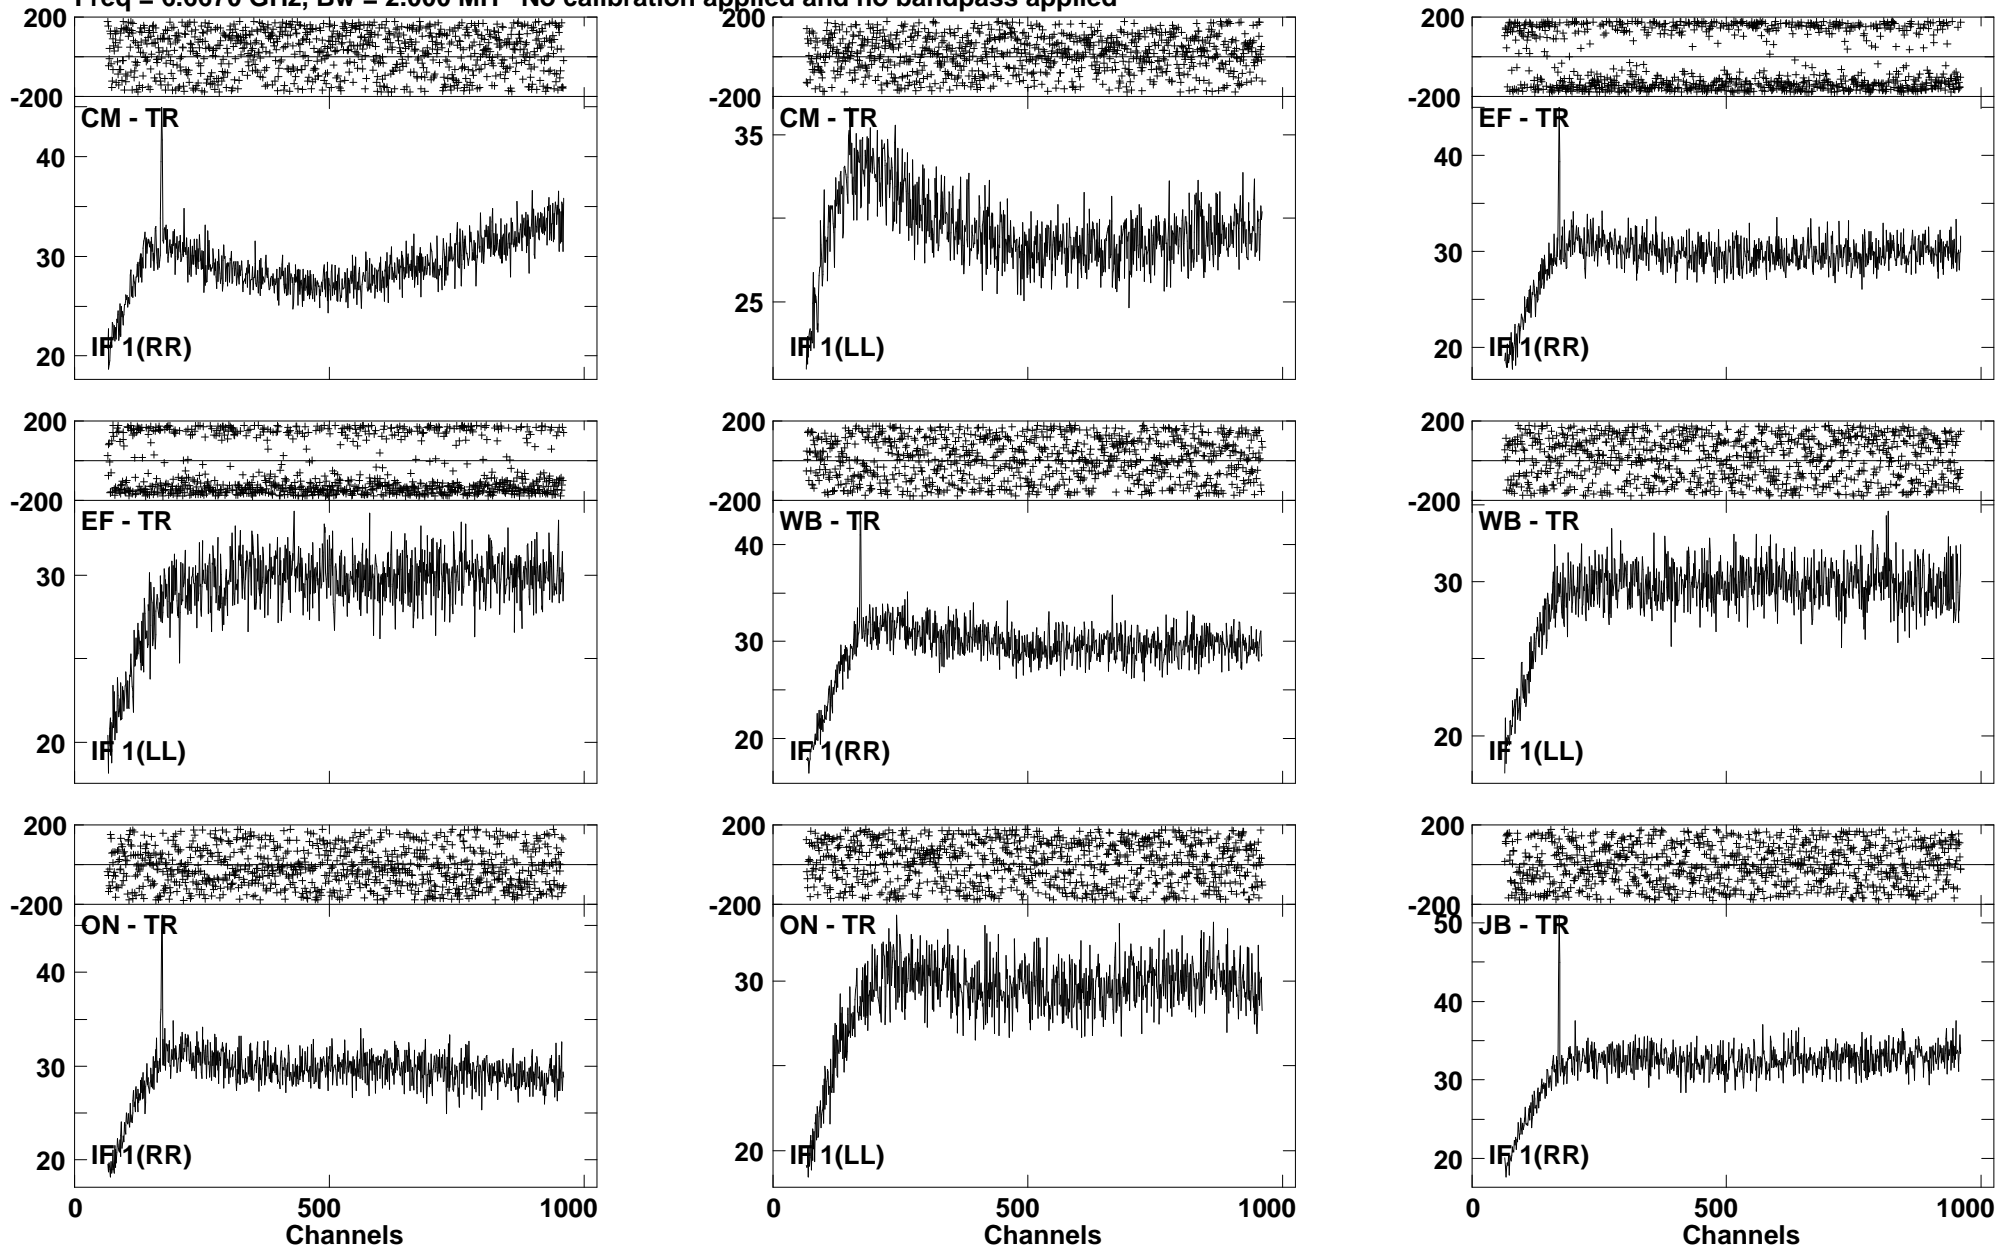 No calibration applied and no bandpass applied
200
-200
CM - TR
40
30
20
IF 1(RR)
200
-200
CM - TR
35
25
IF 1(LL)
200
-200
EF - TR
40
30
20
IF 1(RR)
200
-200
EF - TR
30
20
IF 1(LL)
200
-200
WB - TR
40
30
20
IF 1(RR)
200
-200
WB - TR
30
20
IF 1(LL)
200
-200
ON - TR
40
30
20
IF 1(RR)
0
500
1000
Channels
200
-200
ON - TR
30
20
IF 1(LL)
0
500
1000
Channels
200
-200
50
JB - TR
40
30
20
IF 1(RR)
0
500
1000
Channels